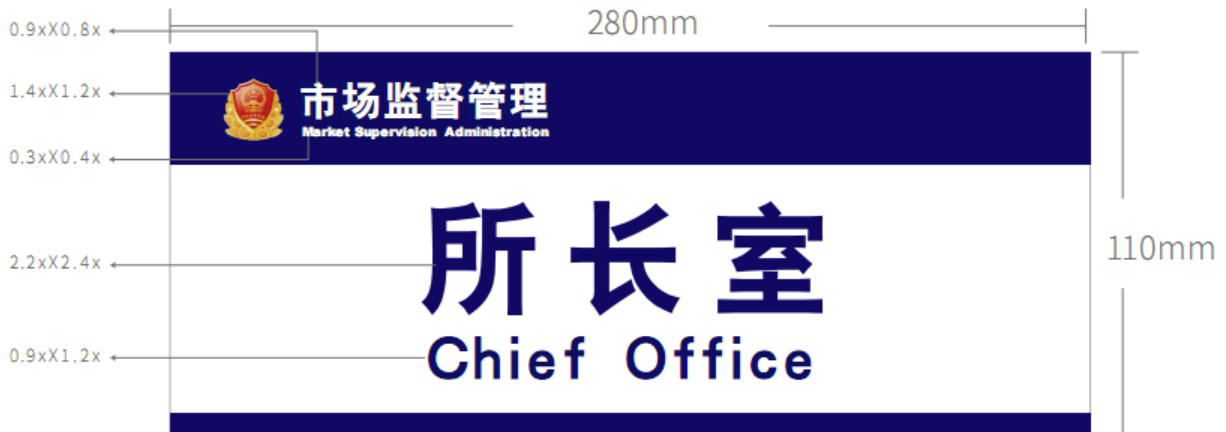 280mm
0.9xX0.8x
1.4xX1.2x
市场监督管理
Market Supervision Administration
0.3xX0.4x
所长室
2.2xX2.4x
110mm
Chief Office
0.9xX1.2x